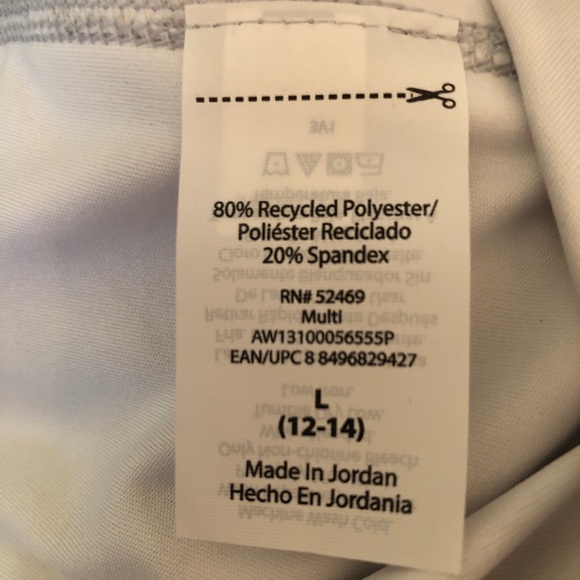 80% Recycled Polyester/
Poliéster Reciclado
20% Spandex
RN# 52469
Multi
AW13100056555P
EAN/UPC 8 8496829427
L
(12-14)
Made In Jordan
Hecho En Jordania